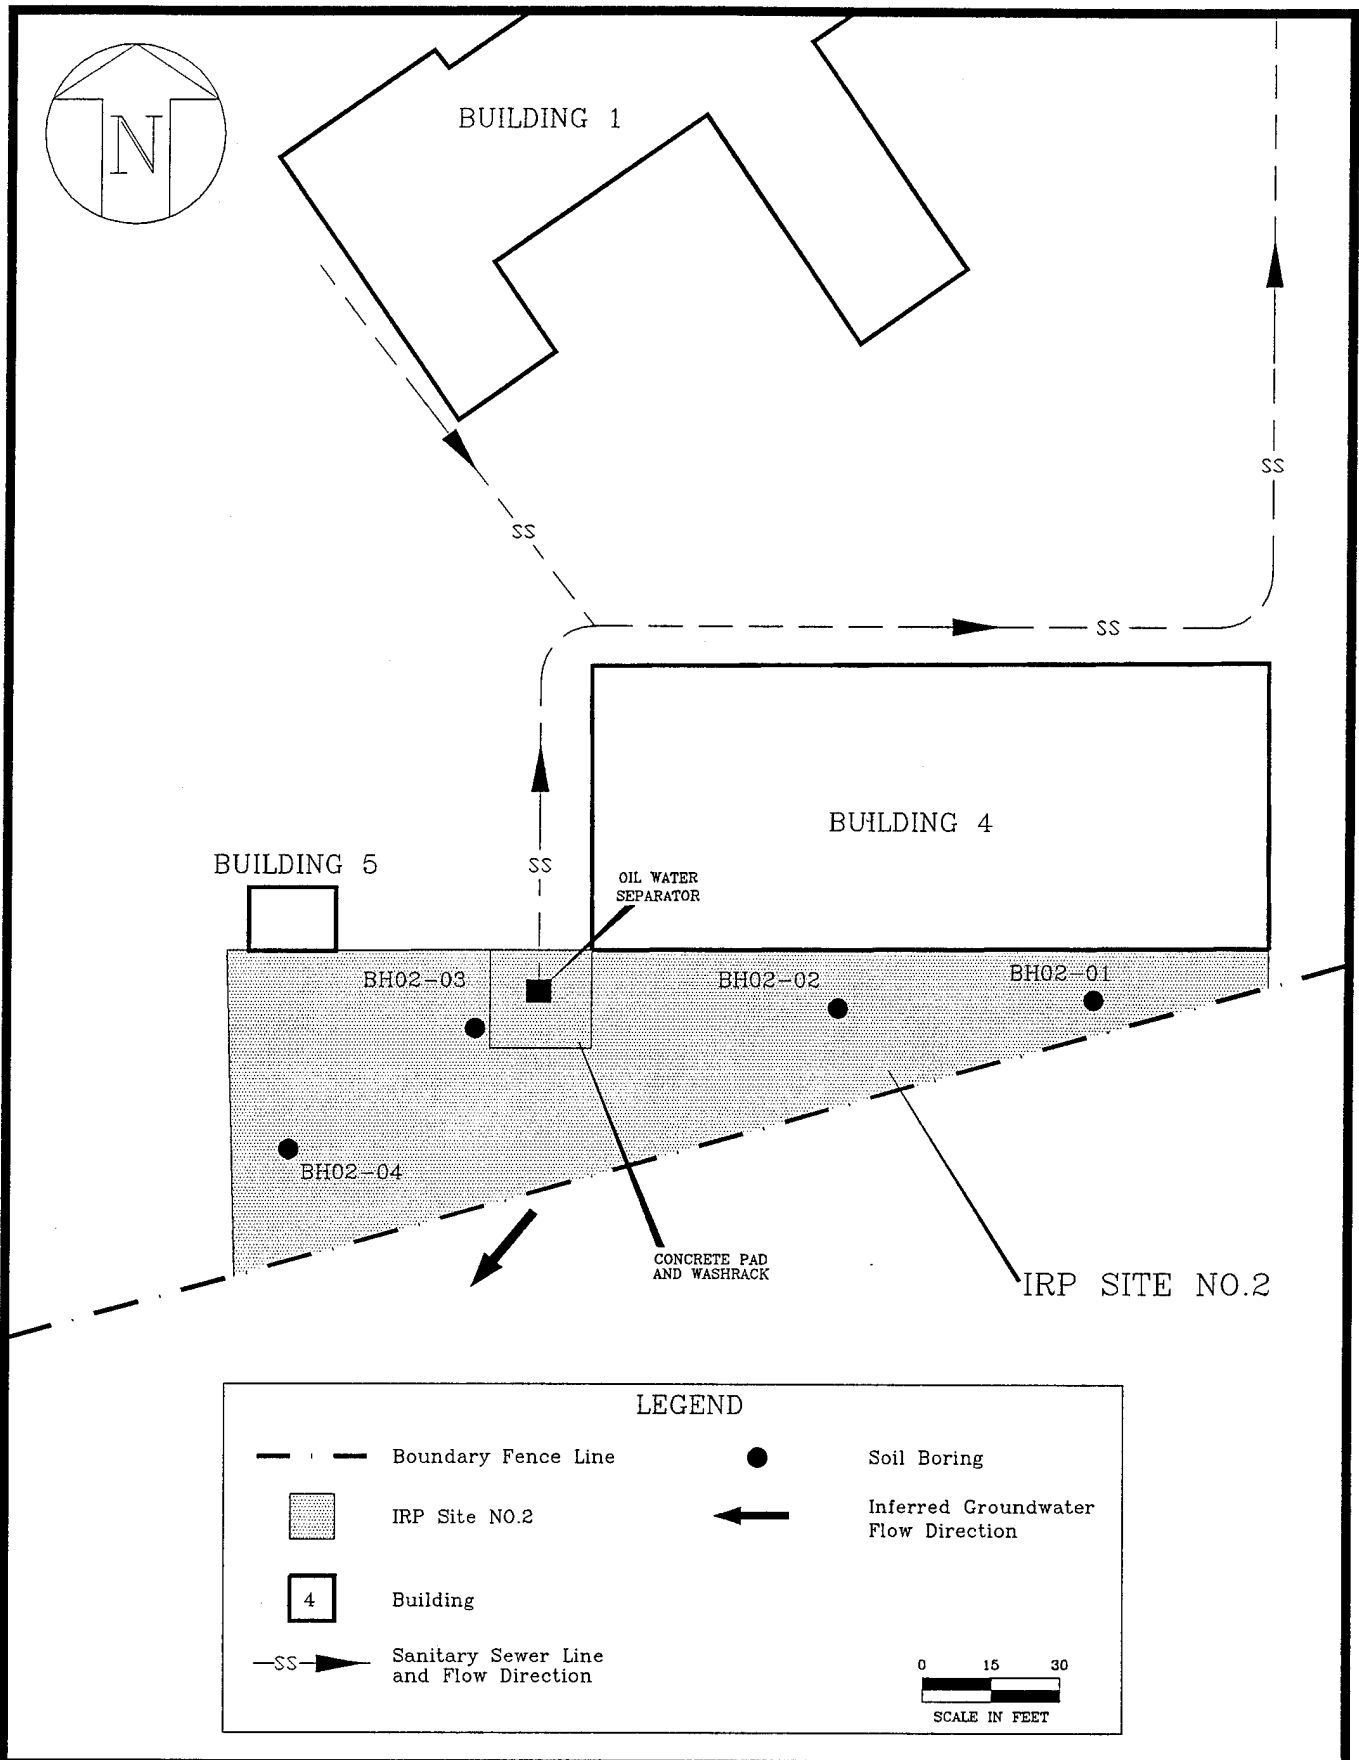 N
BUILDING 1
SS
SS
SS
BUILDING 4
BUILDING 5
SS
OIL WATER
SEPARATOR
BH02-03
BH02-02
BH02-01
BH02-04
CONCRETE PAD
AND WASHRACK
IRP SITE NO.2
LEGEND
Boundary Fence Line
Soil Boring
IRP Site NO.2
Inferred Groundwater
Flow Direction
4
Building
SS
Sanitary Sewer Line
and Flow Direction
0 15 30
SCALE IN FEET